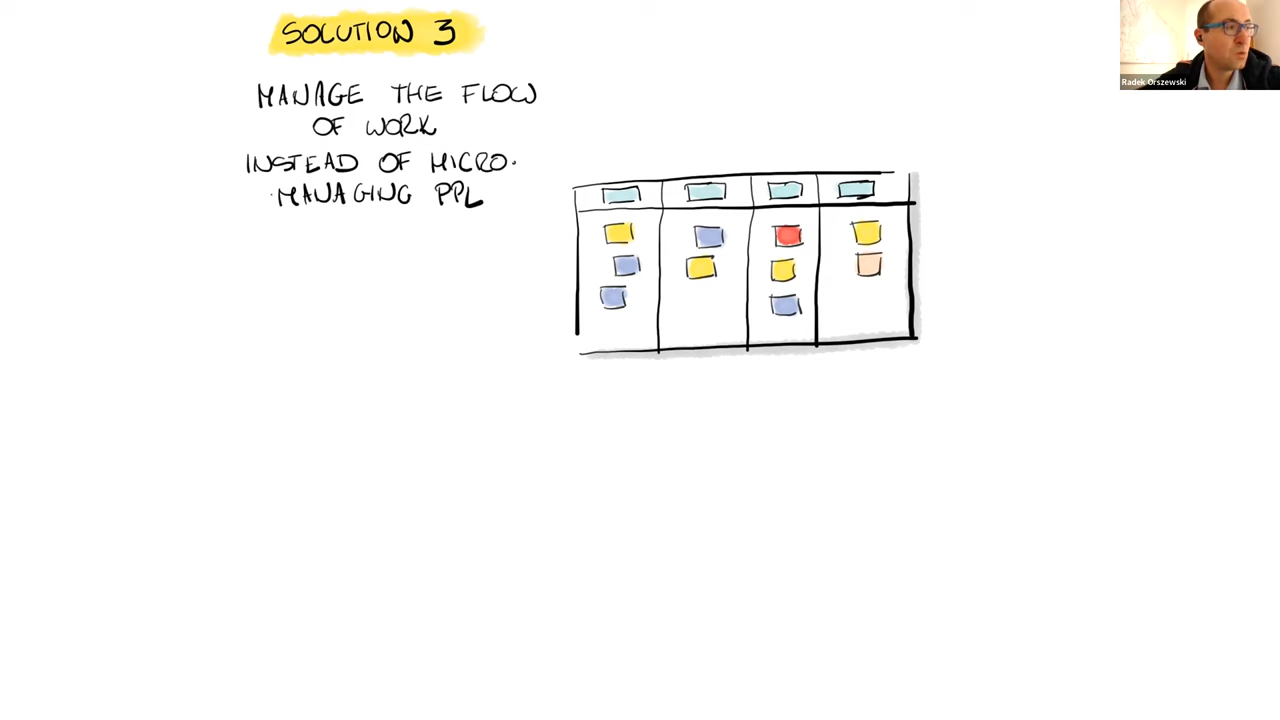 SOLUTION 3
MANAGE THE FLOW
OF WORK
INSTEAD OF MICRO-
-MANAGING PPL
Radek Orszewski